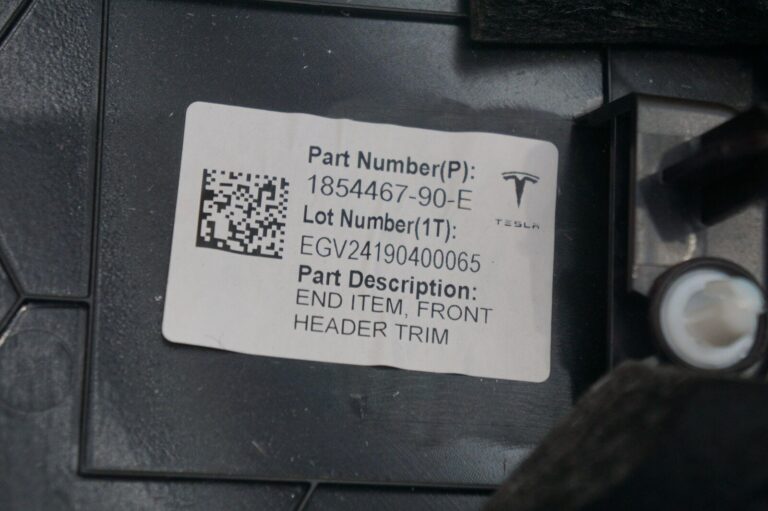 Part Number(P):
1854467-90-E
Lot Number(1T):
EGV24190400065
Part Description:
END ITEM, FRONT
HEADER TRIM
TESLA